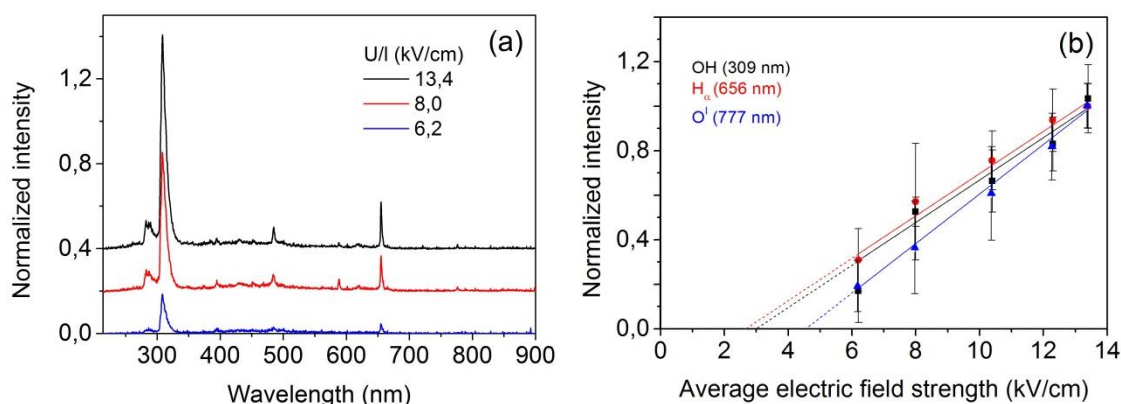 (a)
U/l (kV/cm)
13,4
8,0
6,2
1,2
0,8
0,4
0,0
Normalized intensity
300 400 500 600 700 800 900
Wavelength (nm)
(b)
OH (309 nm)
Hα (656 nm)
O^I (777 nm)
1,2
0,8
0,4
0,0
Normalized intensity
0 2 4 6 8 10 12 14
Average electric field strength (kV/cm)